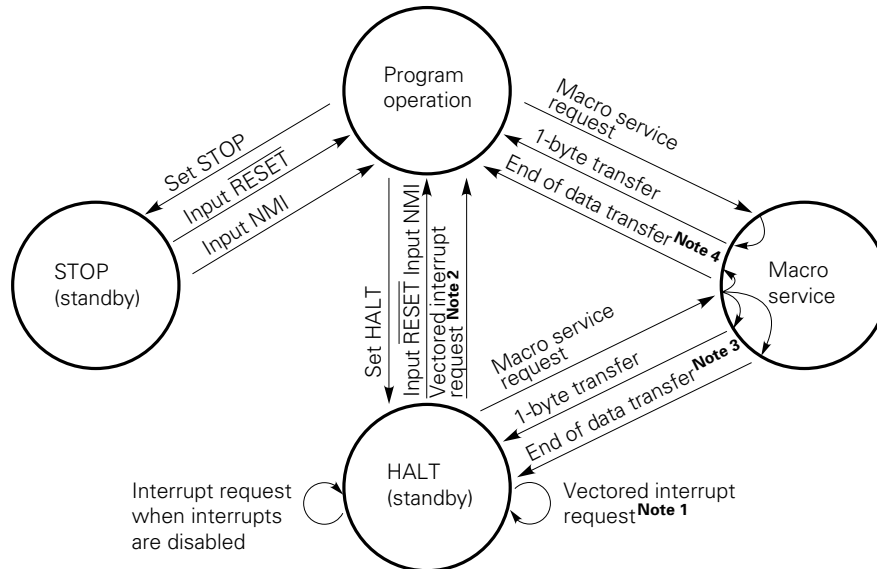 Program
operation
Macro service
request
1-byte transfer
End of data transfer Note 4
Set STOP
Input RESET
Input NMI
STOP
(standby)
Macro
service
Set HALT
Input RESET Input NMI
Vectored interrupt
request Note 2
Macro service
request
1-byte transfer
End of data transfer Note 3
HALT
(standby)
Interrupt request
when interrupts
are disabled
Vectored interrupt
request Note 1